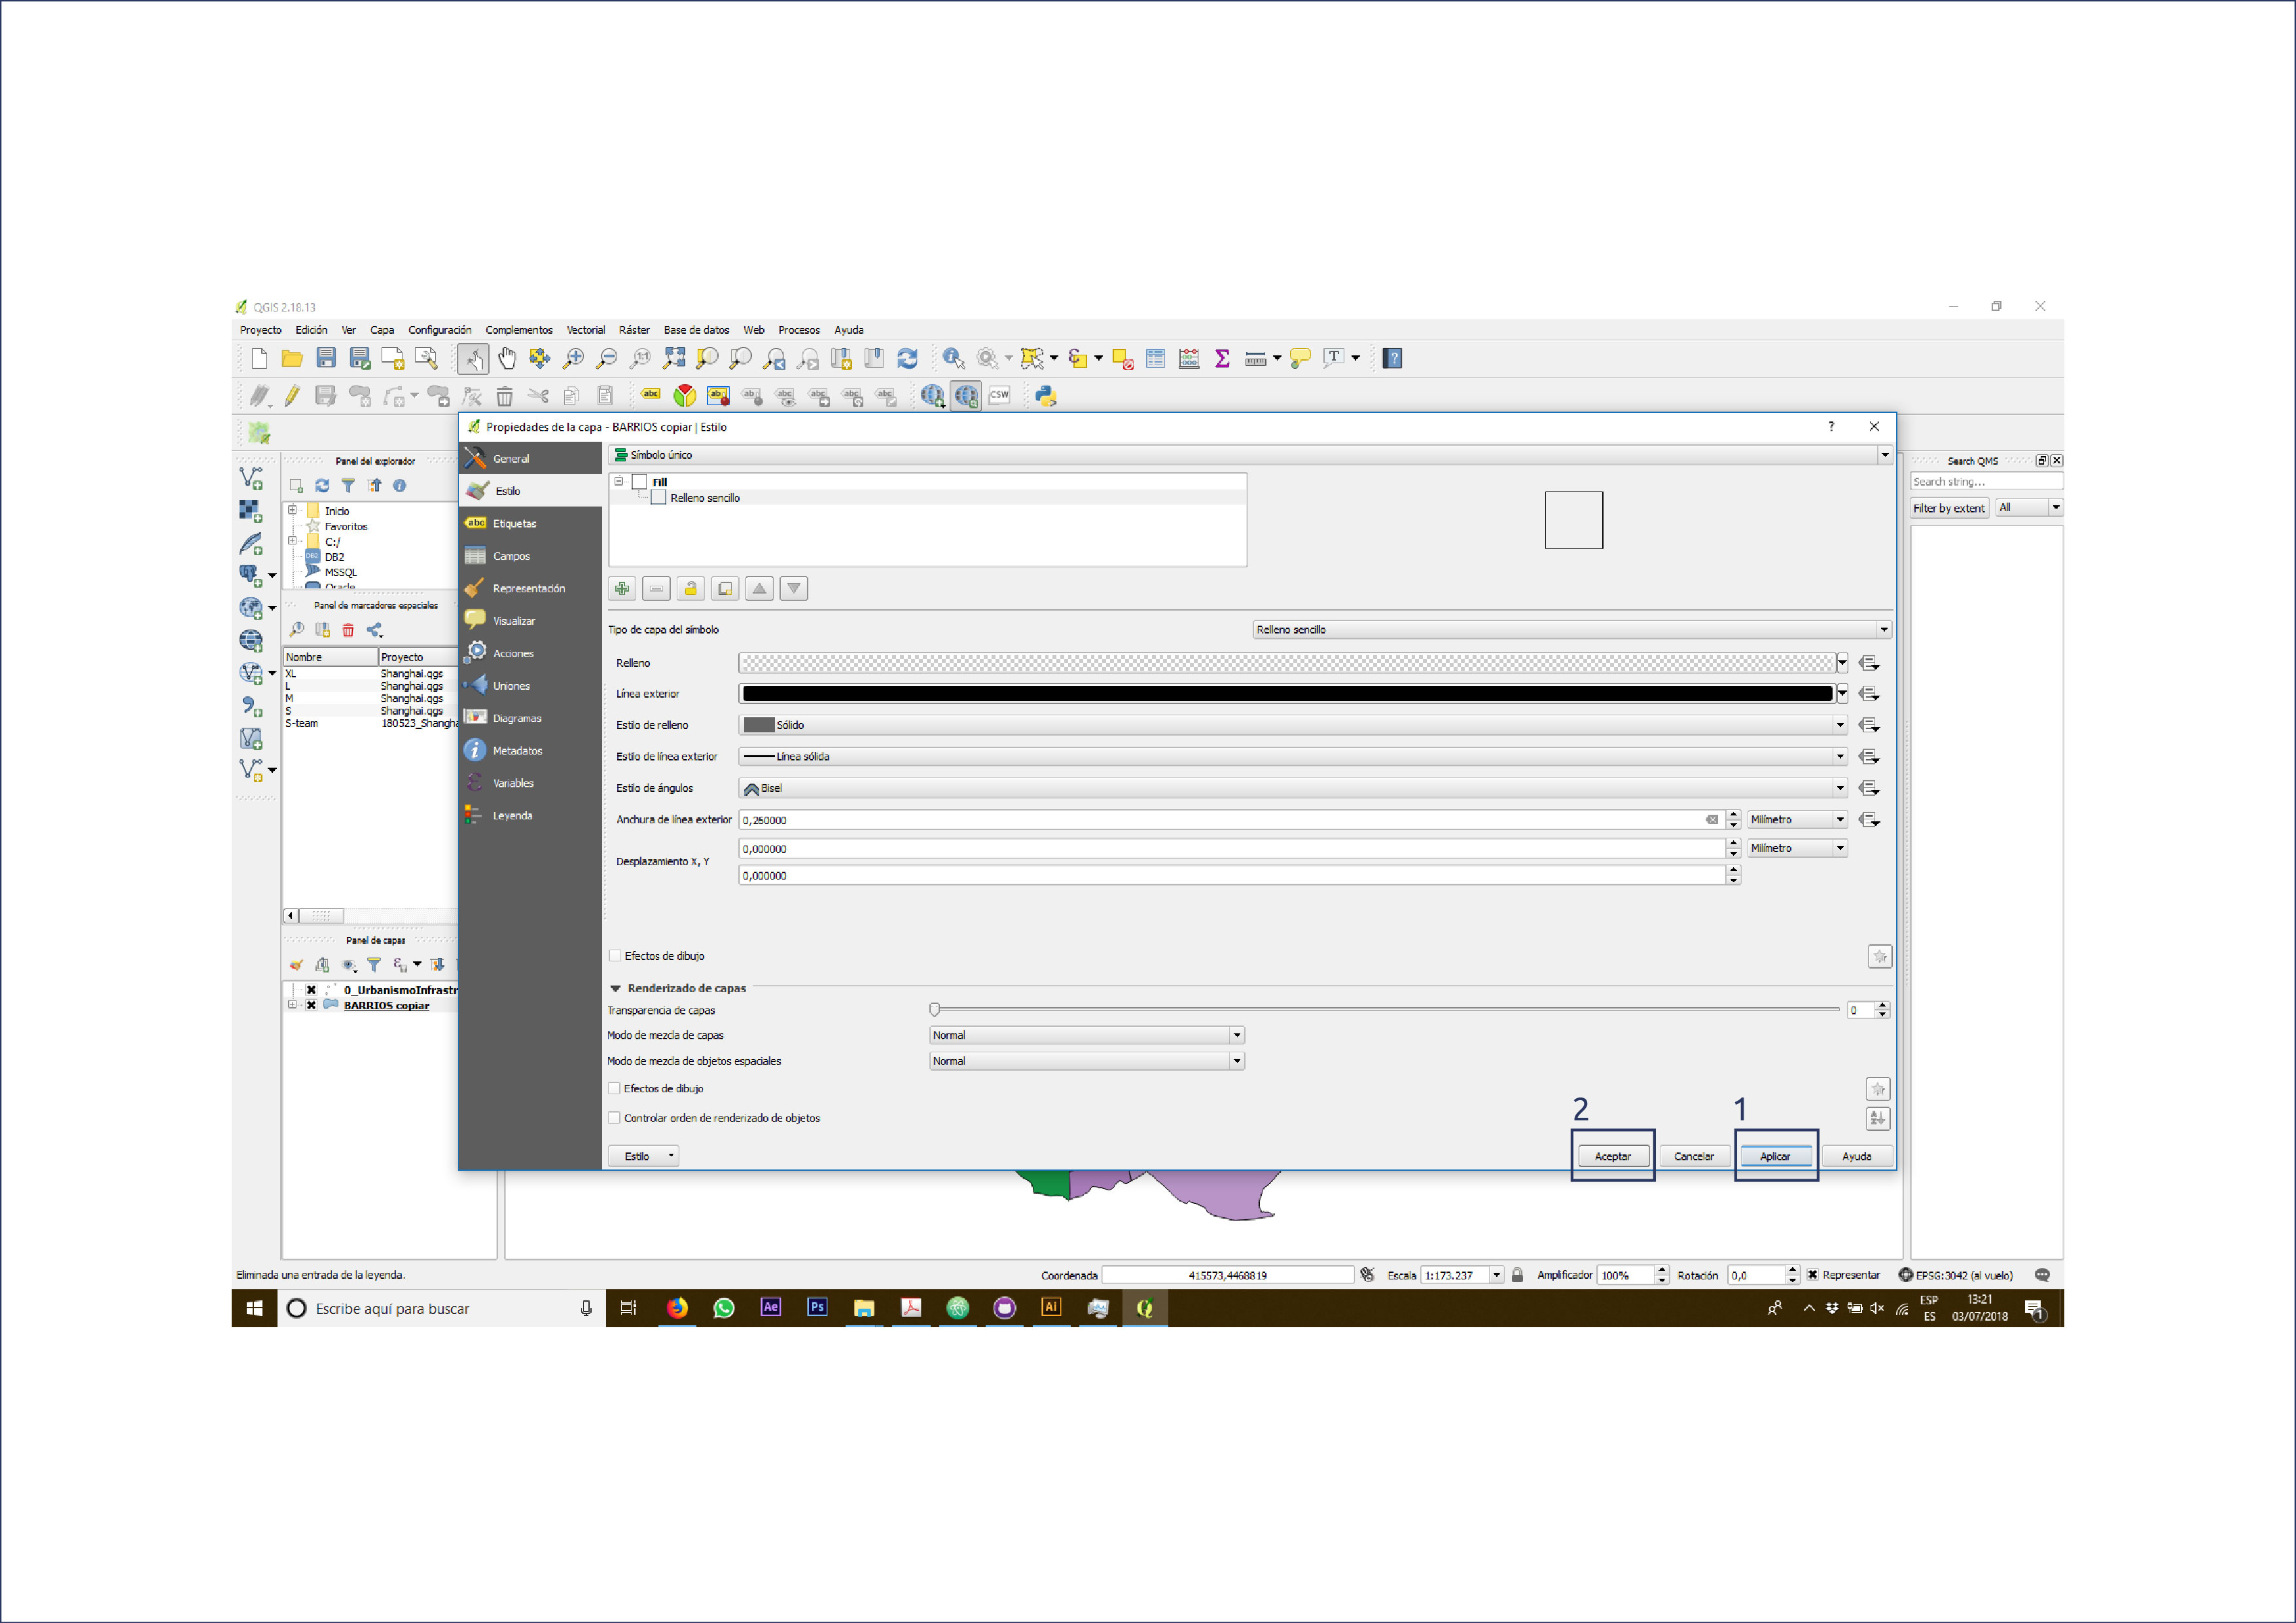 QGIS 2.18.13
Proyecto Edición Ver Capa Configuración Complementos Vectorial Ráster Base de datos Web Procesos Ayuda
CSW
Propiedades de la capa - BARRIOS copiar | Estilo
Panel del explorador
Inicio
Favoritos
C:/
DB2
MSSQL
Oracle
Panel de marcadores espaciales
Nombre Proyecto
XL Shanghai.qgs
L Shanghai.qgs
M Shanghai.qgs
S Shanghai.qgs
S-team 180523_Shangha
Panel de capas
0_UrbanismoInfrastr
BARRIOS copiar
General
Estilo
Etiquetas
Campos
Representación
Visualizar
Acciones
Uniones
Diagramas
Metadatos
Variables
Leyenda
Símbolo único
Fill
Relleno sencillo
Tipo de capa del símbolo Relleno sencillo
Relleno
Línea exterior
Estilo de relleno Sólido
Estilo de línea exterior Línea sólida
Estilo de ángulos Bisel
Anchura de línea exterior 0,260000 Milímetro
Desplazamiento X, Y 0,000000 Milímetro
0,000000
Efectos de dibujo
Renderizado de capas
Transparencia de capas 0
Modo de mezcla de capas Normal
Modo de mezcla de objetos espaciales Normal
Efectos de dibujo
Controlar orden de renderizado de objetos
2 1
Estilo Aceptar Cancelar Aplicar Ayuda
Search QMS
Search string...
Filter by extent All
Eliminada una entrada de la leyenda.
Coordenada 415573,4468819 Escala 1:173.237 Amplificador 100% Rotación 0,0 Representar EPSG:3042 (al vuelo)
Escribe aquí para buscar
Ae Ps Ai
ESP 13:21
ES 03/07/2018
1